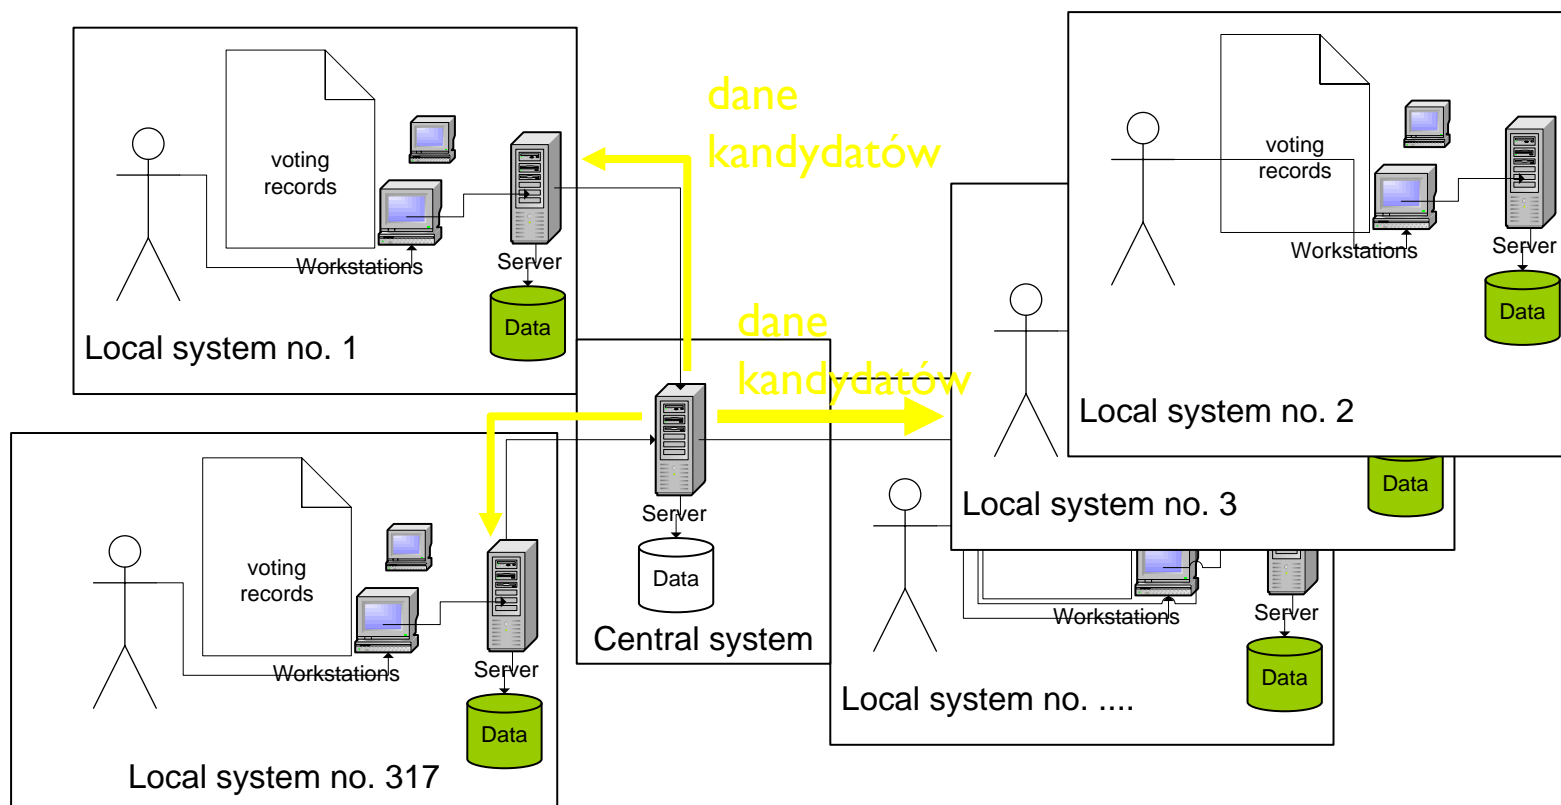 voting
records
Workstations
Server
Data
Local system no. 1
dane
kandydatów
dane
kandydatów
voting
records
Workstations
Server
Data
Local system no. 2
Data
Local system no. 3
Workstations
Server
Data
Local system no. ....
Server
Data
Central system
voting
records
Workstations
Server
Data
Local system no. 317